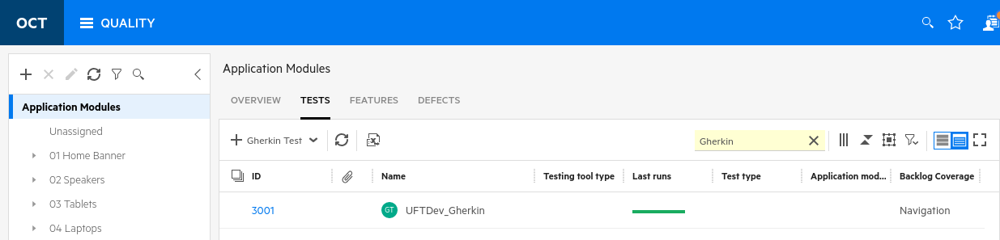 OCT QUALITY
Application Modules
OVERVIEW TESTS FEATURES DEFECTS
Application Modules
Unassigned
01 Home Banner
02 Speakers
03 Tablets
04 Laptops
Gherkin Test Gherkin
ID Name Testing tool type Last runs Test type Application mod... Backlog Coverage
3001 GT UFTDev_Gherkin Navigation